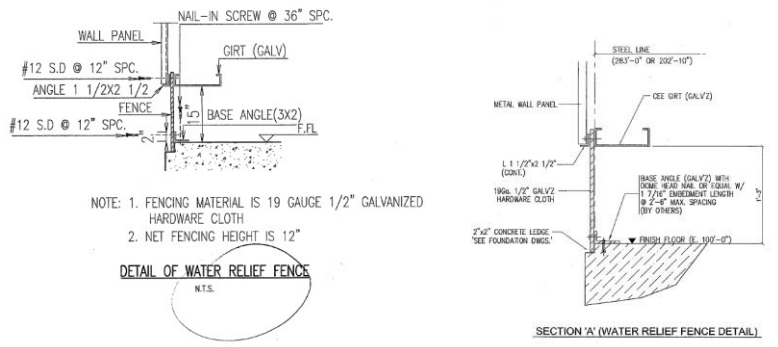 NAIL-IN SCREW @ 36" SPC.
WALL PANEL
GIRT (GALV)
#12 S.D @ 12" SPC.
ANGLE 1 1/2X2 1/2
FENCE
15"
BASE ANGLE(3X2)
#12 S.D @ 12" SPC.
2"
F.FL
NOTE: 1. FENCING MATERIAL IS 19 GAUGE 1/2" GALVANIZED
HARDWARE CLOTH
2. NET FENCING HEIGHT IS 12"
DETAIL OF WATER RELIEF FENCE
N.T.S.
STEEL LINE
(283'-0" OR 202'-10")
METAL WALL PANEL
CEE GIRT (GALV'Z)
L 1 1/2"x2 1/2"
(CONT.)
19Ga. 1/2" GALV'Z
HARDWARE CLOTH
BASE ANGLE (GALV'Z) WITH
DOME HEAD NAIL OR EQUAL W/
1 7/16" EMBEDMENT LENGTH
@ 2'-6" MAX. SPACING
(BY OTHERS)
1'-3"
2"x2" CONCRETE LEDGE
'SEE FOUNDATON DWGS.'
FINISH FLOOR (E. 100'-0")
SECTION 'A' (WATER RELIEF FENCE DETAIL)